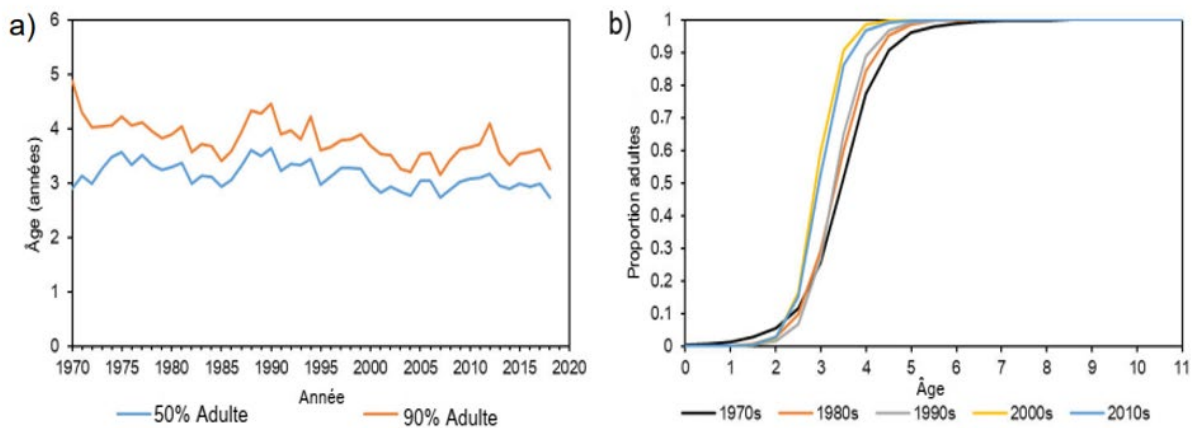 a)
6
5
4
3
2
1
0
Âge (années)
1970 1975 1980 1985 1990 1995 2000 2005 2010 2015 2020
Année
50% Adulte 90% Adulte
b)
1
0.9
0.8
0.7
0.6
0.5
0.4
0.3
0.2
0.1
0
Proportion adultes
0 1 2 3 4 5 6 7 8 9 10 11
Âge
1970s 1980s 1990s 2000s 2010s